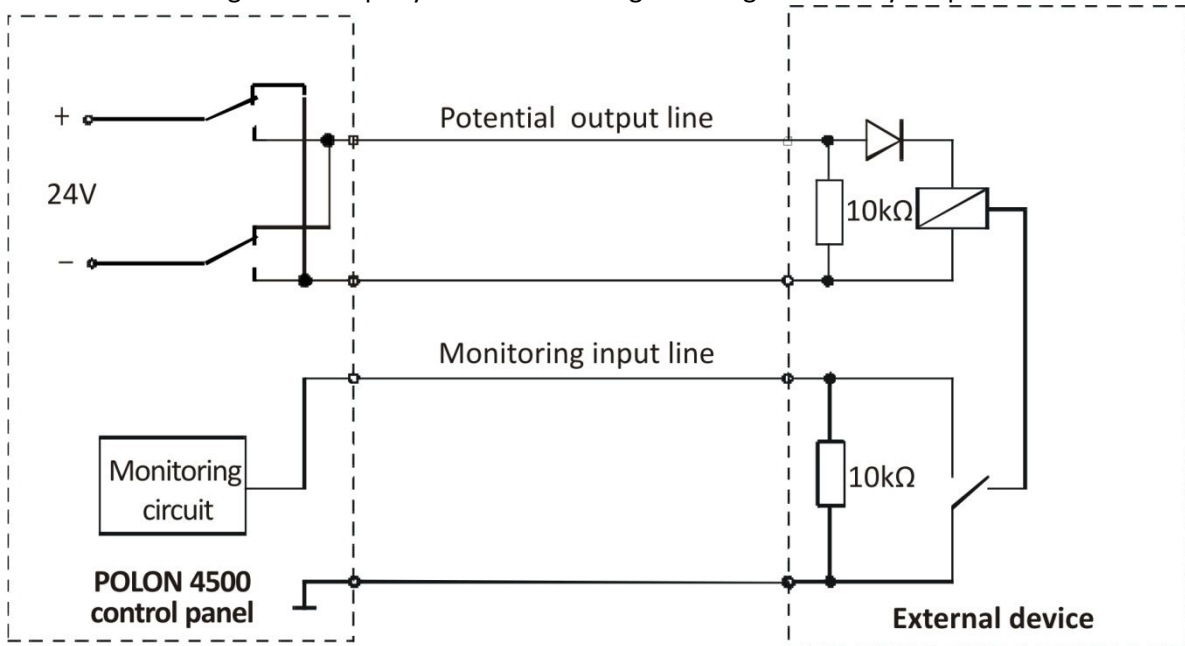 +
Potential output line
24V
10kΩ
−
Monitoring input line
Monitoring
circuit
10kΩ
POLON 4500
control panel
External device